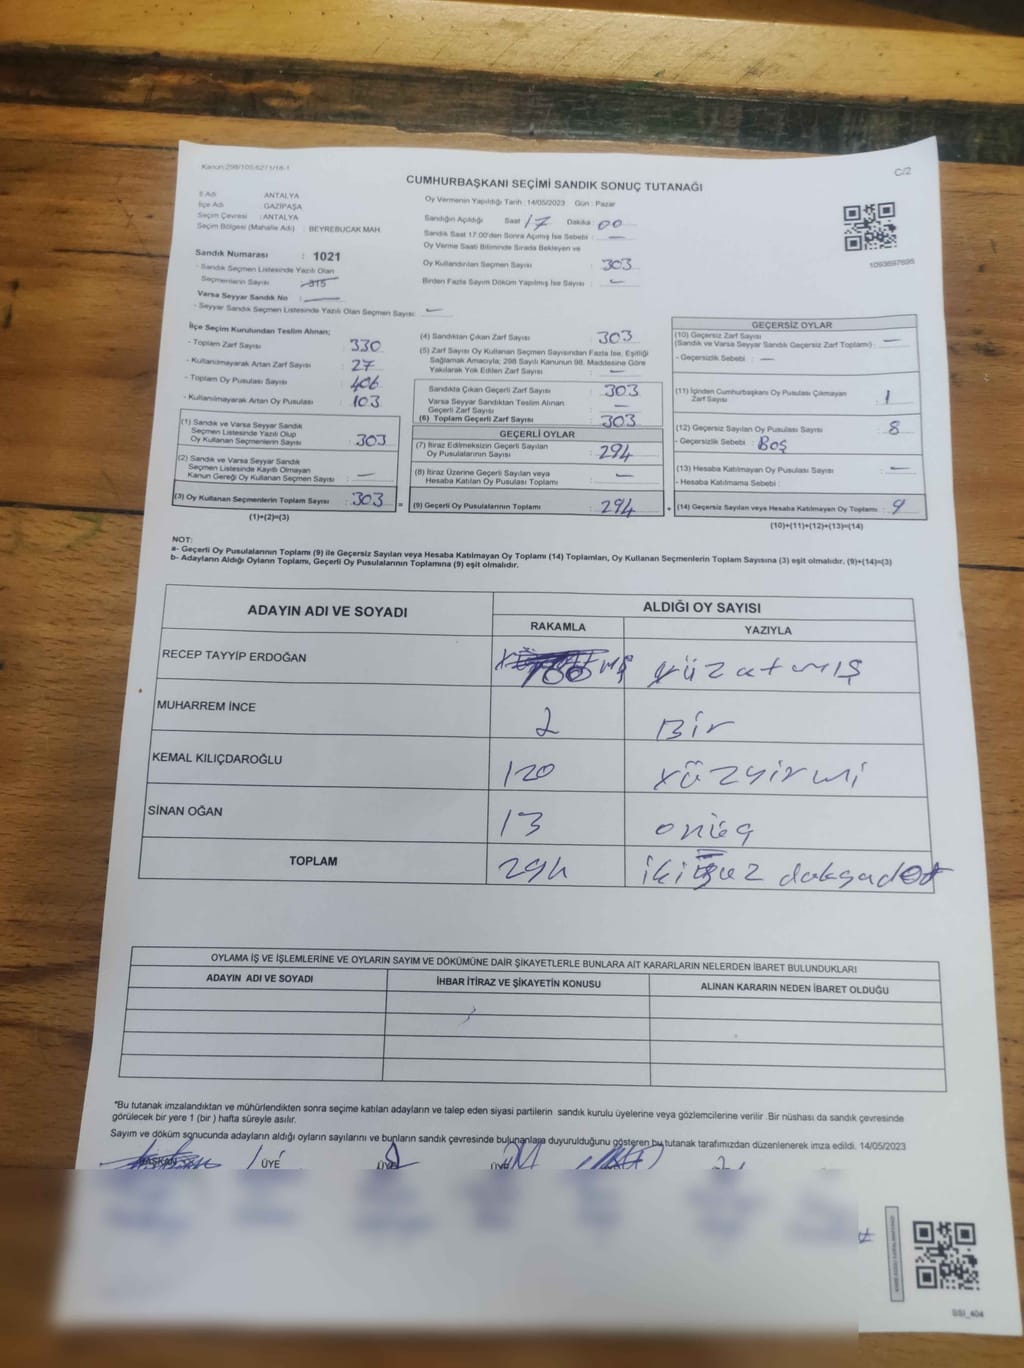 Kanun:298/105:6271/18-1
C/2
CUMHURBAŞKANI SEÇİMİ SANDIK SONUÇ TUTANAĞI
İl Adı ANTALYA
İlçe Adı GAZİPAŞA
Seçim Çevresi : ANTALYA
Seçim Bölgesi (Mahalle Adı) : BEYREBUCAK MAH.
Oy Vermenin Yapıldığı Tarih : 14/05/2023 Gün : Pazar
Sandığın Açıldığı Saat 17 Dakika : 00
Sandık Saat 17:00'den Sonra Açılmış İse Sebebi : —
Oy Verme Saati Bitiminde Sırada Bekleyen ve
Oy Kullandırılan Seçmen Sayısı : 303
Birden Fazla Sayım Döküm Yapılmış İse Sayısı : —
1093697695
Sandık Numarası : 1021
- Sandık Seçmen Listesinde Yazılı Olan
Seçmenlerin Sayısı : 315
Varsa Seyyar Sandık No : —
- Seyyar Sandık Seçmen Listesinde Yazılı Olan Seçmen Sayısı: —
İlçe Seçim Kurulundan Teslim Alınan;
- Toplam Zarf Sayısı : 330
- Kullanılmayarak Artan Zarf Sayısı : 27
- Toplam Oy Pusulası Sayısı : 406
- Kullanılmayarak Artan Oy Pusulası : 103
(1) Sandık ve Varsa Seyyar Sandık
Seçmen Listesinde Yazılı Olup
Oy Kullanan Seçmenlerin Sayısı : 303
(2) Sandık ve Varsa Seyyar Sandık
Seçmen Listesinde Kayıtlı Olmayan
Kanun Gereği Oy Kullanan Seçmen Sayısı : —
(3) Oy Kullanan Seçmenlerin Toplam Sayısı : 303 =
(1)+(2)=(3)
(4) Sandıktan Çıkan Zarf Sayısı : 303
(5) Zarf Sayısı Oy Kullanan Seçmen Sayısından Fazla İse, Eşitliği
Sağlamak Amacıyla; 298 Sayılı Kanunun 98. Maddesine Göre
Yakılarak Yok Edilen Zarf Sayısı : —
Sandıkta Çıkan Geçerli Zarf Sayısı : 303
Varsa Seyyar Sandıktan Teslim Alınan
Geçerli Zarf Sayısı : —
(6) Toplam Geçerli Zarf Sayısı : 303
GEÇERLİ OYLAR
(7) İtiraz Edilmeksizin Geçerli Sayılan
Oy Pusulalarının Sayısı : 294
(8) İtiraz Üzerine Geçerli Sayılan veya
Hesaba Katılan Oy Pusulası Toplamı : —
(9) Geçerli Oy Pusulalarının Toplamı : 294 +
GEÇERSİZ OYLAR
(10) Geçersiz Zarf Sayısı
(Sandık ve Varsa Seyyar Sandık Geçersiz Zarf Toplamı) : —
- Geçersizlik Sebebi : —
(11) İçinden Cumhurbaşkanı Oy Pusulası Çıkmayan
Zarf Sayısı : 1
(12) Geçersiz Sayılan Oy Pusulası Sayısı : 8
- Geçersizlik Sebebi : BOŞ
(13) Hesaba Katılmayan Oy Pusulası Sayısı : —
- Hesaba Katılmama Sebebi :
(14) Geçersiz Sayılan veya Hesaba Katılmayan Oy Toplamı : 9
(10)+(11)+(12)+(13)=(14)
NOT:
a- Geçerli Oy Pusulalarının Toplamı (9) ile Geçersiz Sayılan veya Hesaba Katılmayan Oy Toplamı (14) Toplamları, Oy Kullanan Seçmenlerin Toplam Sayısına (3) eşit olmalıdır. (9)+(14)=(3)
b- Adayların Aldığı Oyların Toplamı, Geçerli Oy Pusulalarının Toplamına (9) eşit olmalıdır.
ADAYIN ADI VE SOYADI
ALDIĞI OY SAYISI
RAKAMLA YAZIYLA
RECEP TAYYİP ERDOĞAN yüzatmış
MUHARREM İNCE 2 Bir
KEMAL KILIÇDAROĞLU 120 yüzyirmi
SİNAN OĞAN 13 onüç
TOPLAM 294
OYLAMA İŞ VE İŞLEMLERİNE VE OYLARIN SAYIM VE DÖKÜMÜNE DAİR ŞİKAYETLERLE BUNLARA AİT KARARLARIN NELERDEN İBARET BULUNDUKLARI
ADAYIN ADI VE SOYADI İHBAR İTİRAZ VE ŞİKAYETİN KONUSU ALINAN KARARIN NEDEN İBARET OLDUĞU
*Bu tutanak imzalandıktan ve mühürlendikten sonra seçime katılan adayların ve talep eden siyasi partilerin sandık kurulu üyelerine veya gözlemcilerine verilir .Bir nüshası da sandık çevresinde
görülecek bir yere 1 (bir ) hafta süreyle asılır.
Sayım ve döküm sonucunda adayların aldığı oyların sayılarını ve bunların sandık çevresinde bulunanlara duyurulduğunu gösteren bu tutanak tarafımızdan düzenlenerek imza edildi. 14/05/2023
BAŞKAN ÜYE ÜYE ÜYE
SSI_404